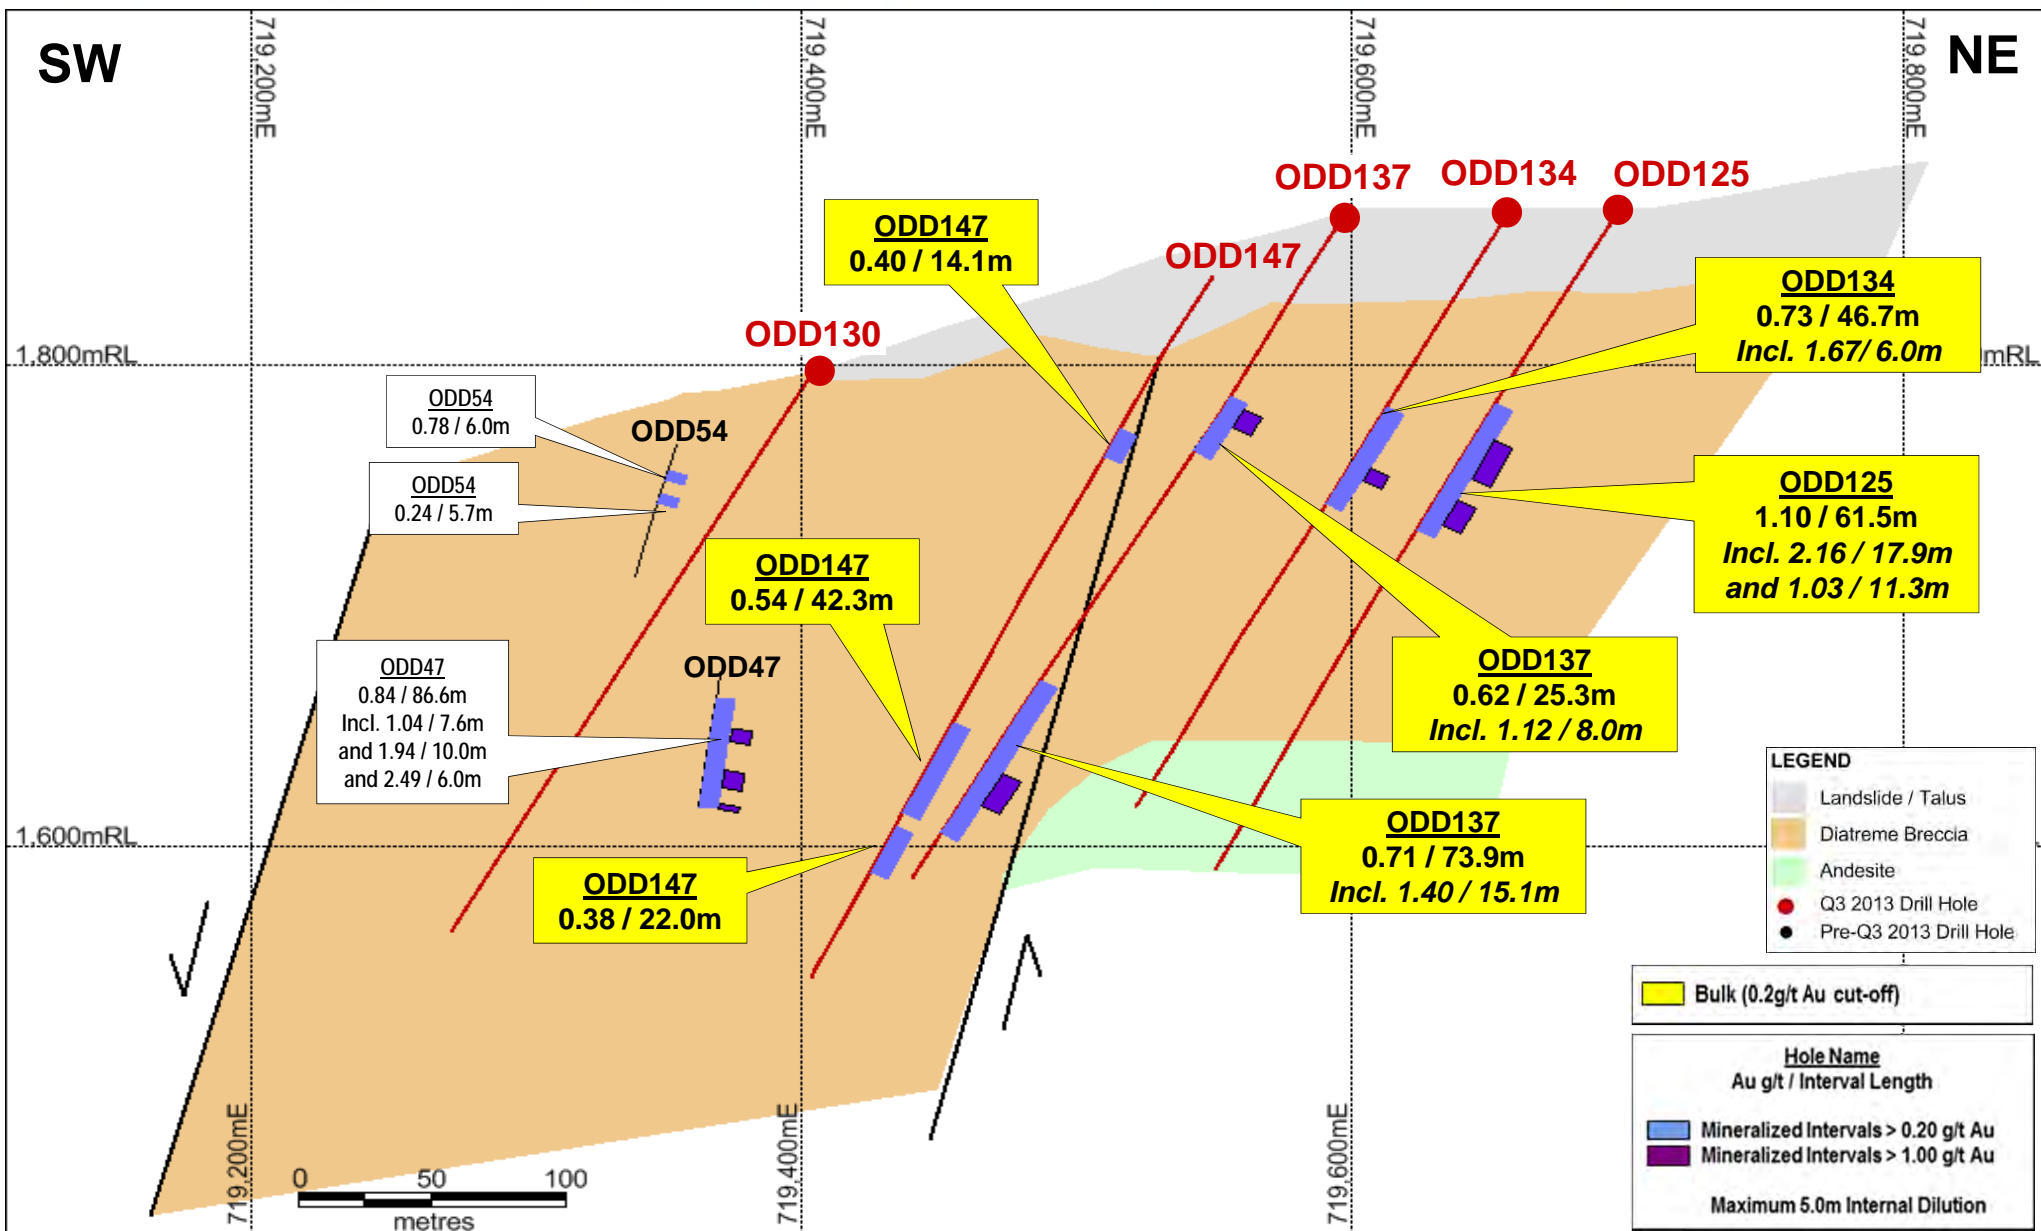 SW
NE
719,200mE
719,400mE
719,600mE
719,800mE
ODD137
ODD134
ODD125
ODD147
0.40 / 14.1m
ODD147
ODD134
0.73 / 46.7m
Incl. 1.67/ 6.0m
ODD130
1,800mRL
mRL
ODD54
0.78 / 6.0m
ODD54
ODD54
0.24 / 5.7m
ODD125
1.10 / 61.5m
Incl. 2.16 / 17.9m
and 1.03 / 11.3m
ODD147
0.54 / 42.3m
ODD47
0.84 / 86.6m
Incl. 1.04 / 7.6m
and 1.94 / 10.0m
and 2.49 / 6.0m
ODD47
ODD137
0.62 / 25.3m
Incl. 1.12 / 8.0m
ODD137
0.71 / 73.9m
Incl. 1.40 / 15.1m
1,600mRL
ODD147
0.38 / 22.0m
LEGEND
Landslide / Talus
Diatreme Breccia
Andesite
Q3 2013 Drill Hole
Pre-Q3 2013 Drill Hole
Bulk (0.2g/t Au cut-off)
Hole Name
Au g/t / Interval Length
Mineralized Intervals > 0.20 g/t Au
Mineralized Intervals > 1.00 g/t Au
Maximum 5.0m Internal Dilution
719,200mE
719,400mE
719,600mE
0 50 100
metres